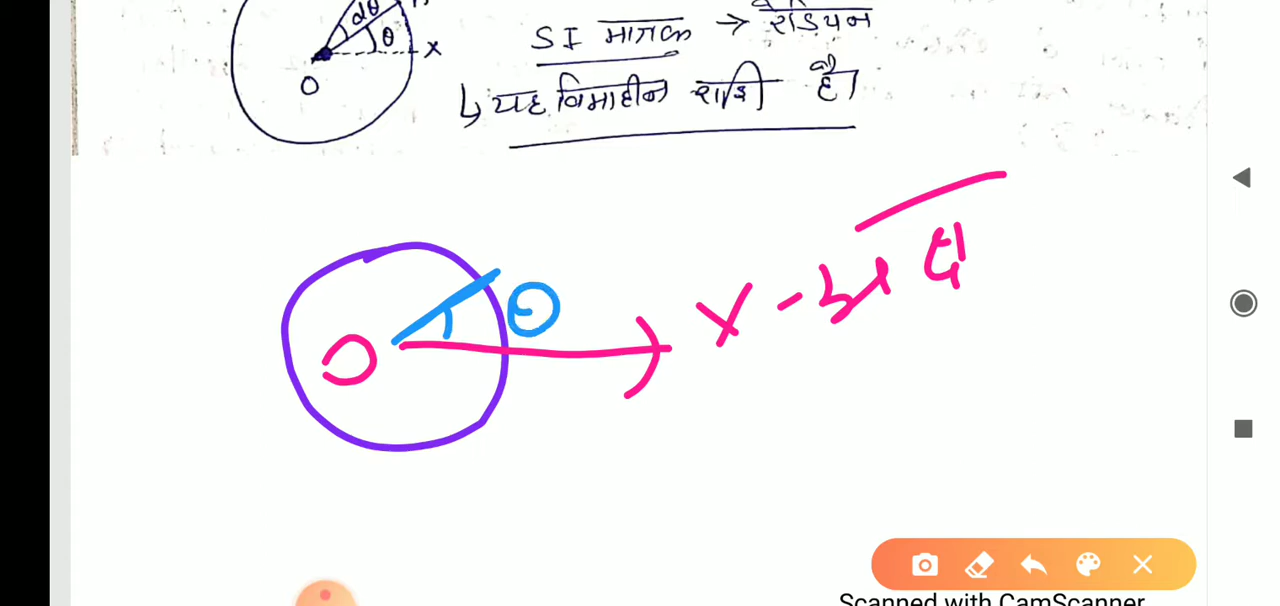 dθ
θ
X
O
SI मात्रक → रेडियन
↳ यह विमाहीन राशि है।
θ
O
X - अक्ष
Scanned with CamScanner